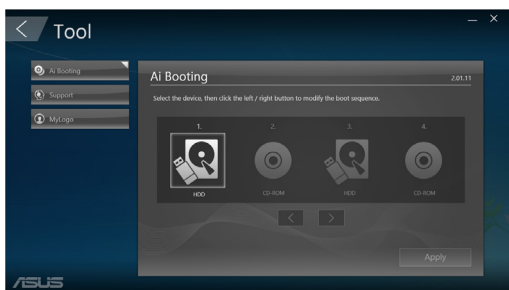 Tool
Ai Booting
Support
MyLogo
Ai Booting
2.01.11
Select the device, then click the left / right button to modify the boot sequence.
1. 2. 3. 4.
HDD CD-ROM HDD CD-ROM
Apply
ASUS